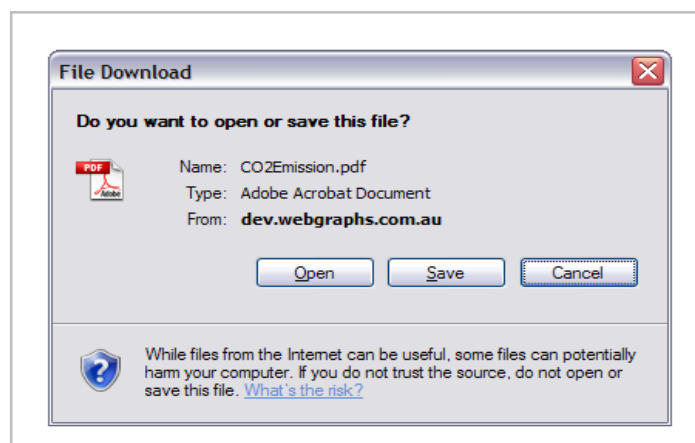 File Download
Do you want to open or save this file?
PDF
Adobe
Name: CO2Emission.pdf
Type: Adobe Acrobat Document
From: dev.webgraphs.com.au
Open Save Cancel
While files from the Internet can be useful, some files can potentially
harm your computer. If you do not trust the source, do not open or
save this file. What's the risk?